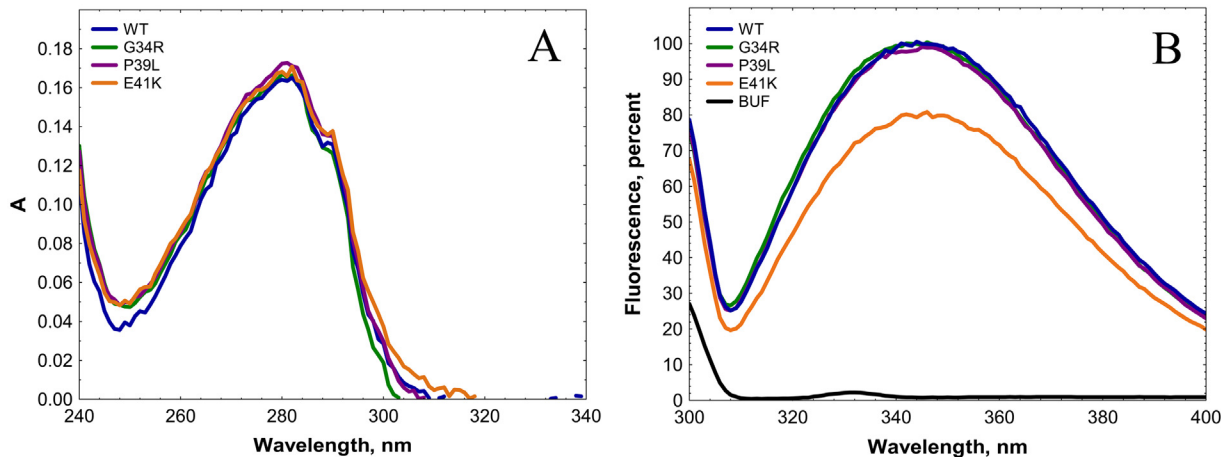 A
WT
G34R
P39L
E41K
0.18
0.16
0.14
0.12
0.10
0.08
0.06
0.04
0.02
0.00
A
240 260 280 300 320 340
Wavelength, nm
B
WT
G34R
P39L
E41K
BUF
100
90
80
70
60
50
40
30
20
10
0
Fluorescence, percent
300 320 340 360 380 400
Wavelength, nm